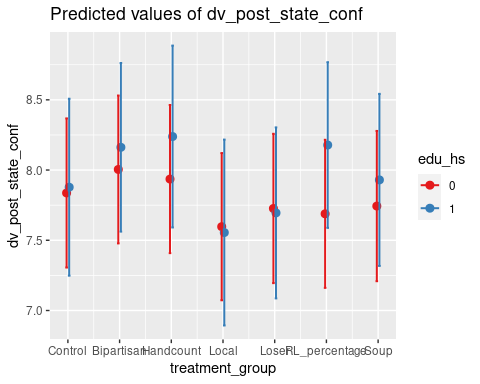 Predicted values of dv_post_state_conf
8.5
8.0
7.5
7.0
dv_post_state_conf
Control Bipartisan Handcount Local Loser RL_percentage Soup
treatment_group
edu_hs
0
1